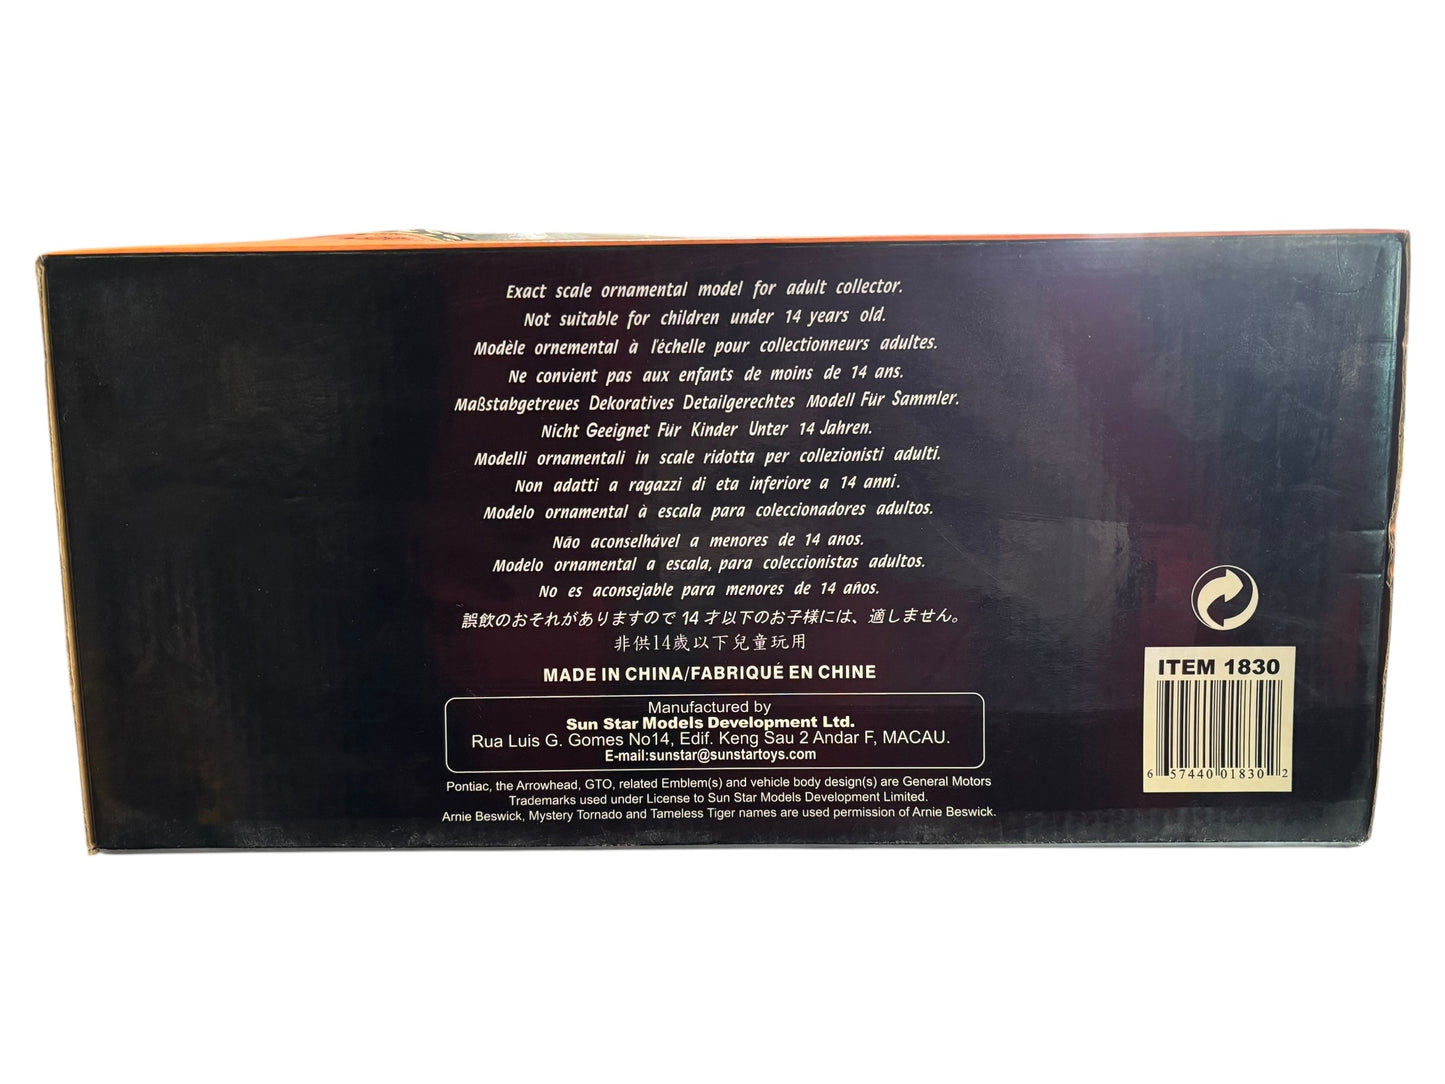 Exact scale ornamental model for adult collector.
Not suitable for children under 14 years old.
Modèle ornemental à l'échelle pour collectionneurs adultes.
Ne convient pas aux enfants de moins de 14 ans.
Maßstabgetreues Dekoratives Detailgerechtes Modell Für Sammler.
Nicht Geeignet Für Kinder Unter 14 Jahren.
Modelli ornamentali in scale ridotta per collezionisti adulti.
Non adatti a ragazzi di eta inferiore a 14 anni.
Modelo ornamental à escala para coleccionadores adultos.
Não aconselhável a menores de 14 anos.
Modelo ornamental a escala, para coleccionistas adultos.
No es aconsejable para menores de 14 años.
誤飲のおそれがありますので 14 才以下のお子様には、適しません。
非供14歲以下兒童玩用
MADE IN CHINA/FABRIQUÉ EN CHINE
Manufactured by
Sun Star Models Development Ltd.
Rua Luis G. Gomes No14, Edif. Keng Sau 2 Andar F, MACAU.
E-mail:sunstar@sunstartoys.com
Pontiac, the Arrowhead, GTO, related Emblem(s) and vehicle body design(s) are General Motors
Trademarks used under License to Sun Star Models Development Limited.
Arnie Beswick, Mystery Tornado and Tameless Tiger names are used permission of Arnie Beswick.
ITEM 1830
6 57440 01830 2